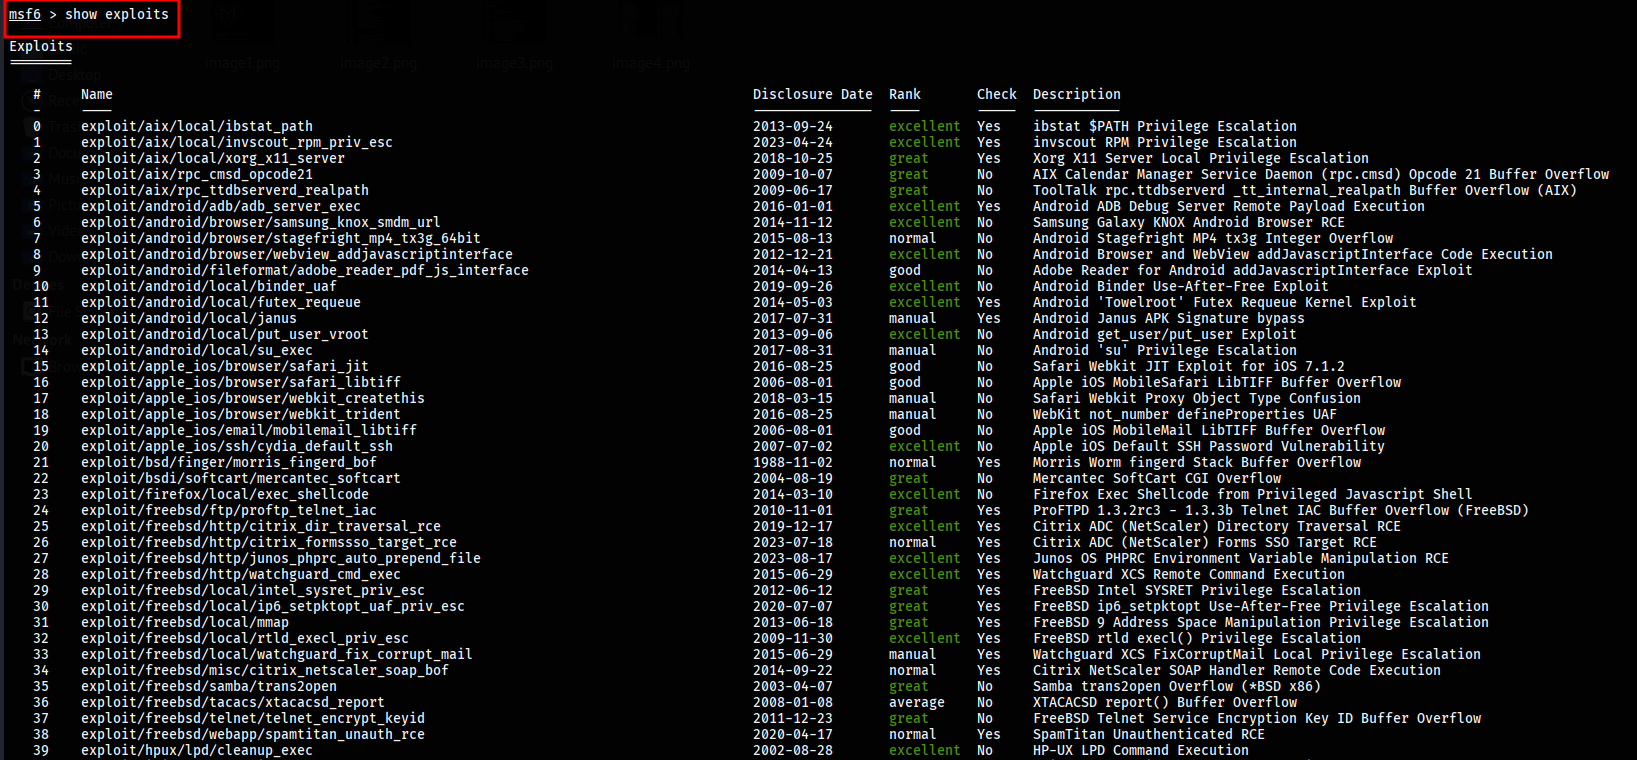 msf6 > show exploits
Exploits
========
# Name Disclosure Date Rank Check Description
- ---- --------------- ---- ----- -----------
0 exploit/aix/local/ibstat_path 2013-09-24 excellent Yes ibstat $PATH Privilege Escalation
1 exploit/aix/local/invscout_rpm_priv_esc 2023-04-24 excellent Yes invscout RPM Privilege Escalation
2 exploit/aix/local/xorg_x11_server 2018-10-25 great Yes Xorg X11 Server Local Privilege Escalation
3 exploit/aix/rpc_cmsd_opcode21 2009-10-07 great No AIX Calendar Manager Service Daemon (rpc.cmsd) Opcode 21 Buffer Overflow
4 exploit/aix/rpc_ttdbserverd_realpath 2009-06-17 great No ToolTalk rpc.ttdbserverd _tt_internal_realpath Buffer Overflow (AIX)
5 exploit/android/adb/adb_server_exec 2016-01-01 excellent Yes Android ADB Debug Server Remote Payload Execution
6 exploit/android/browser/samsung_knox_smdm_url 2014-11-12 excellent No Samsung Galaxy KNOX Android Browser RCE
7 exploit/android/browser/stagefright_mp4_tx3g_64bit 2015-08-13 normal No Android Stagefright MP4 tx3g Integer Overflow
8 exploit/android/browser/webview_addjavascriptinterface 2012-12-21 excellent No Android Browser and WebView addJavascriptInterface Code Execution
9 exploit/android/fileformat/adobe_reader_pdf_js_interface 2014-04-13 good No Adobe Reader for Android addJavascriptInterface Exploit
10 exploit/android/local/binder_uaf 2019-09-26 excellent No Android Binder Use-After-Free Exploit
11 exploit/android/local/futex_requeue 2014-05-03 excellent Yes Android 'Towelroot' Futex Requeue Kernel Exploit
12 exploit/android/local/janus 2017-07-31 manual Yes Android Janus APK Signature bypass
13 exploit/android/local/put_user_vroot 2013-09-06 excellent No Android get_user/put_user Exploit
14 exploit/android/local/su_exec 2017-08-31 manual No Android 'su' Privilege Escalation
15 exploit/apple_ios/browser/safari_jit 2016-08-25 good No Safari Webkit JIT Exploit for iOS 7.1.2
16 exploit/apple_ios/browser/safari_libtiff 2006-08-01 good No Apple iOS MobileSafari LibTIFF Buffer Overflow
17 exploit/apple_ios/browser/webkit_createthis 2018-03-15 manual No Safari Webkit Proxy Object Type Confusion
18 exploit/apple_ios/browser/webkit_trident 2016-08-25 manual No WebKit not_number defineProperties UAF
19 exploit/apple_ios/email/mobilemail_libtiff 2006-08-01 good No Apple iOS MobileMail LibTIFF Buffer Overflow
20 exploit/apple_ios/ssh/cydia_default_ssh 2007-07-02 excellent No Apple iOS Default SSH Password Vulnerability
21 exploit/bsd/finger/morris_fingerd_bof 1988-11-02 normal Yes Morris Worm fingerd Stack Buffer Overflow
22 exploit/bsdi/softcart/mercantec_softcart 2004-08-19 great No Mercantec SoftCart CGI Overflow
23 exploit/firefox/local/exec_shellcode 2014-03-10 excellent No Firefox Exec Shellcode from Privileged Javascript Shell
24 exploit/freebsd/ftp/proftp_telnet_iac 2010-11-01 great Yes ProFTPD 1.3.2rc3 - 1.3.3b Telnet IAC Buffer Overflow (FreeBSD)
25 exploit/freebsd/http/citrix_dir_traversal_rce 2019-12-17 excellent Yes Citrix ADC (NetScaler) Directory Traversal RCE
26 exploit/freebsd/http/citrix_formssso_target_rce 2023-07-18 normal Yes Citrix ADC (NetScaler) Forms SSO Target RCE
27 exploit/freebsd/http/junos_phprc_auto_prepend_file 2023-08-17 excellent Yes Junos OS PHPRC Environment Variable Manipulation RCE
28 exploit/freebsd/http/watchguard_cmd_exec 2015-06-29 excellent Yes Watchguard XCS Remote Command Execution
29 exploit/freebsd/local/intel_sysret_priv_esc 2012-06-12 great Yes FreeBSD Intel SYSRET Privilege Escalation
30 exploit/freebsd/local/ip6_setpktopt_uaf_priv_esc 2020-07-07 great Yes FreeBSD ip6_setpktopt Use-After-Free Privilege Escalation
31 exploit/freebsd/local/mmap 2013-06-18 great Yes FreeBSD 9 Address Space Manipulation Privilege Escalation
32 exploit/freebsd/local/rtld_execl_priv_esc 2009-11-30 excellent Yes FreeBSD rtld execl() Privilege Escalation
33 exploit/freebsd/local/watchguard_fix_corrupt_mail 2015-06-29 manual Yes Watchguard XCS FixCorruptMail Local Privilege Escalation
34 exploit/freebsd/misc/citrix_netscaler_soap_bof 2014-09-22 normal Yes Citrix NetScaler SOAP Handler Remote Code Execution
35 exploit/freebsd/samba/trans2open 2003-04-07 great No Samba trans2open Overflow (*BSD x86)
36 exploit/freebsd/tacacs/xtacacsd_report 2008-01-08 average No XTACACSD report() Buffer Overflow
37 exploit/freebsd/telnet/telnet_encrypt_keyid 2011-12-23 great No FreeBSD Telnet Service Encryption Key ID Buffer Overflow
38 exploit/freebsd/webapp/spamtitan_unauth_rce 2020-04-17 normal Yes SpamTitan Unauthenticated RCE
39 exploit/hpux/lpd/cleanup_exec 2002-08-28 excellent No HP-UX LPD Command Execution